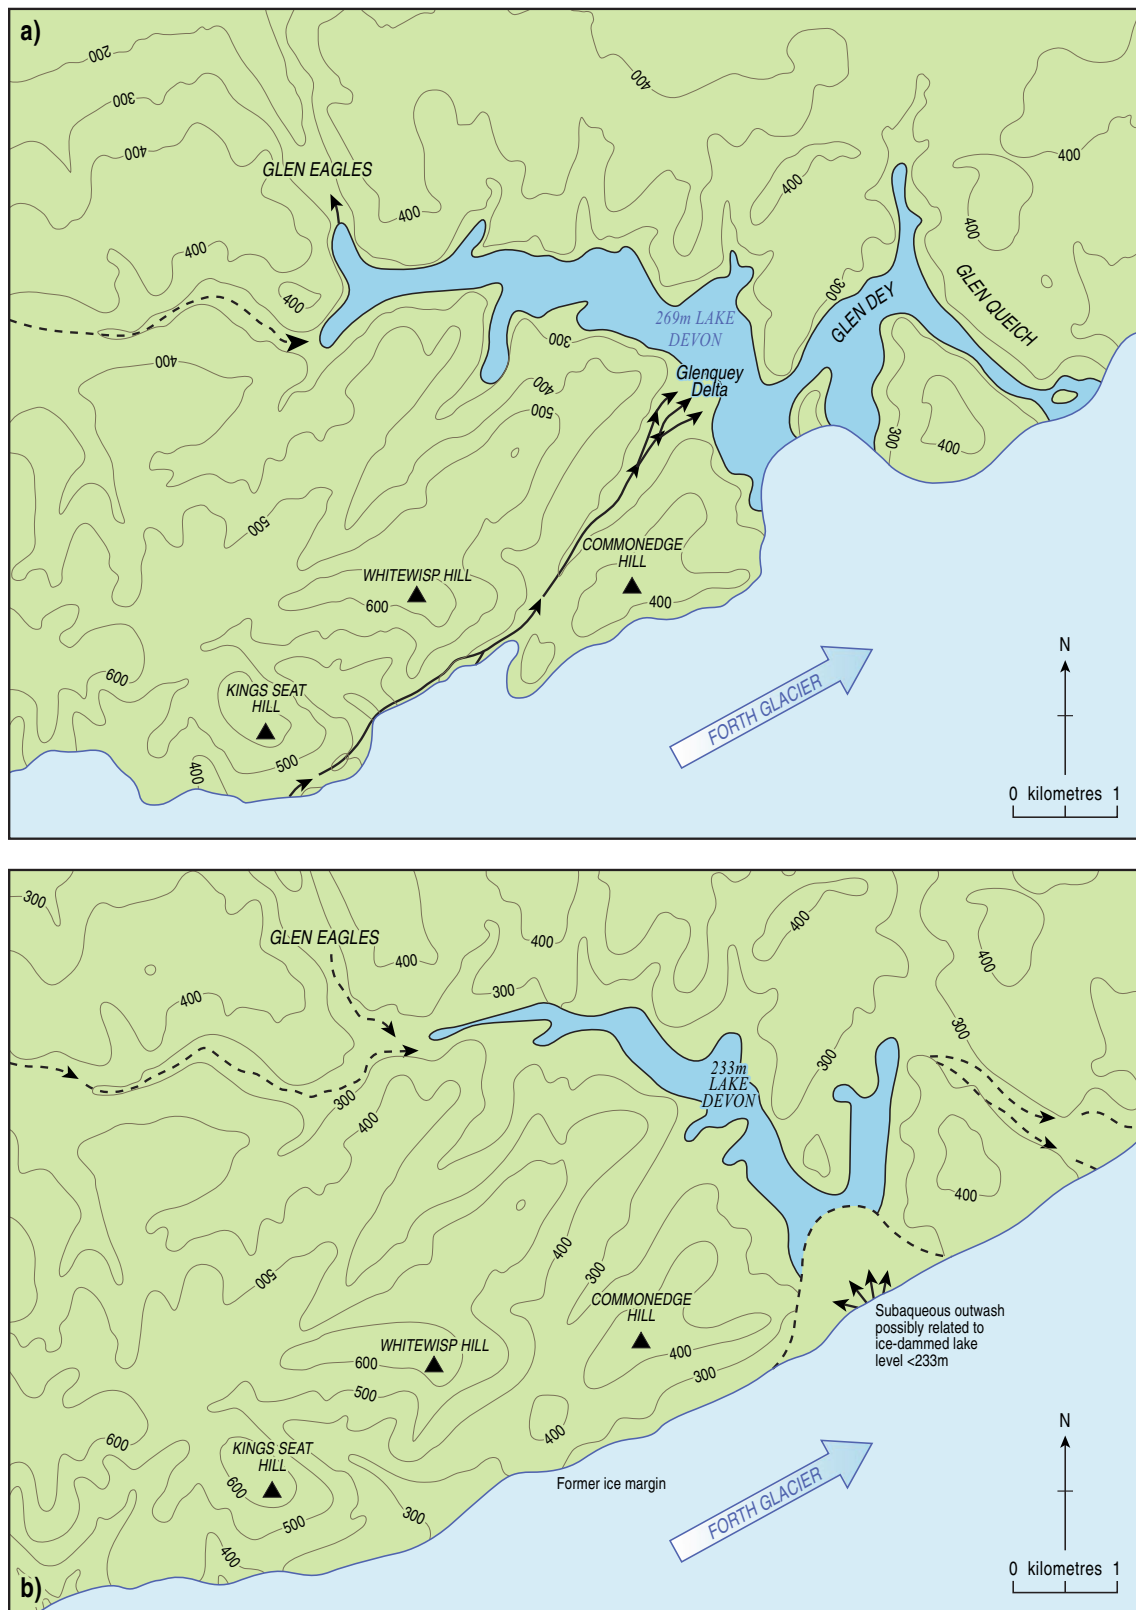 a)
200
300
400
400
400
400
400
GLEN EAGLES
400
400
400
400
300
GLEN DEY
GLEN QUEICH
269m LAKE
DEVON
300
400
400
500
Glenquey
Delta
300
400
500
COMMONEDGE
HILL
WHITEWISP HILL
600
400
600
KINGS SEAT
HILL
500
400
FORTH GLACIER
N
0 kilometres 1
300
400
400
GLEN EAGLES
400
400
400
300
300
300
233m
LAKE
DEVON
300
400
400
500
400
300
COMMONEDGE
HILL
Subaqueous outwash
possibly related to
ice-dammed lake
level <233m
WHITEWISP HILL
600
400
300
500
600
400
KINGS SEAT
HILL
600
Former ice margin
500
300
400
FORTH GLACIER
N
0 kilometres 1
b)